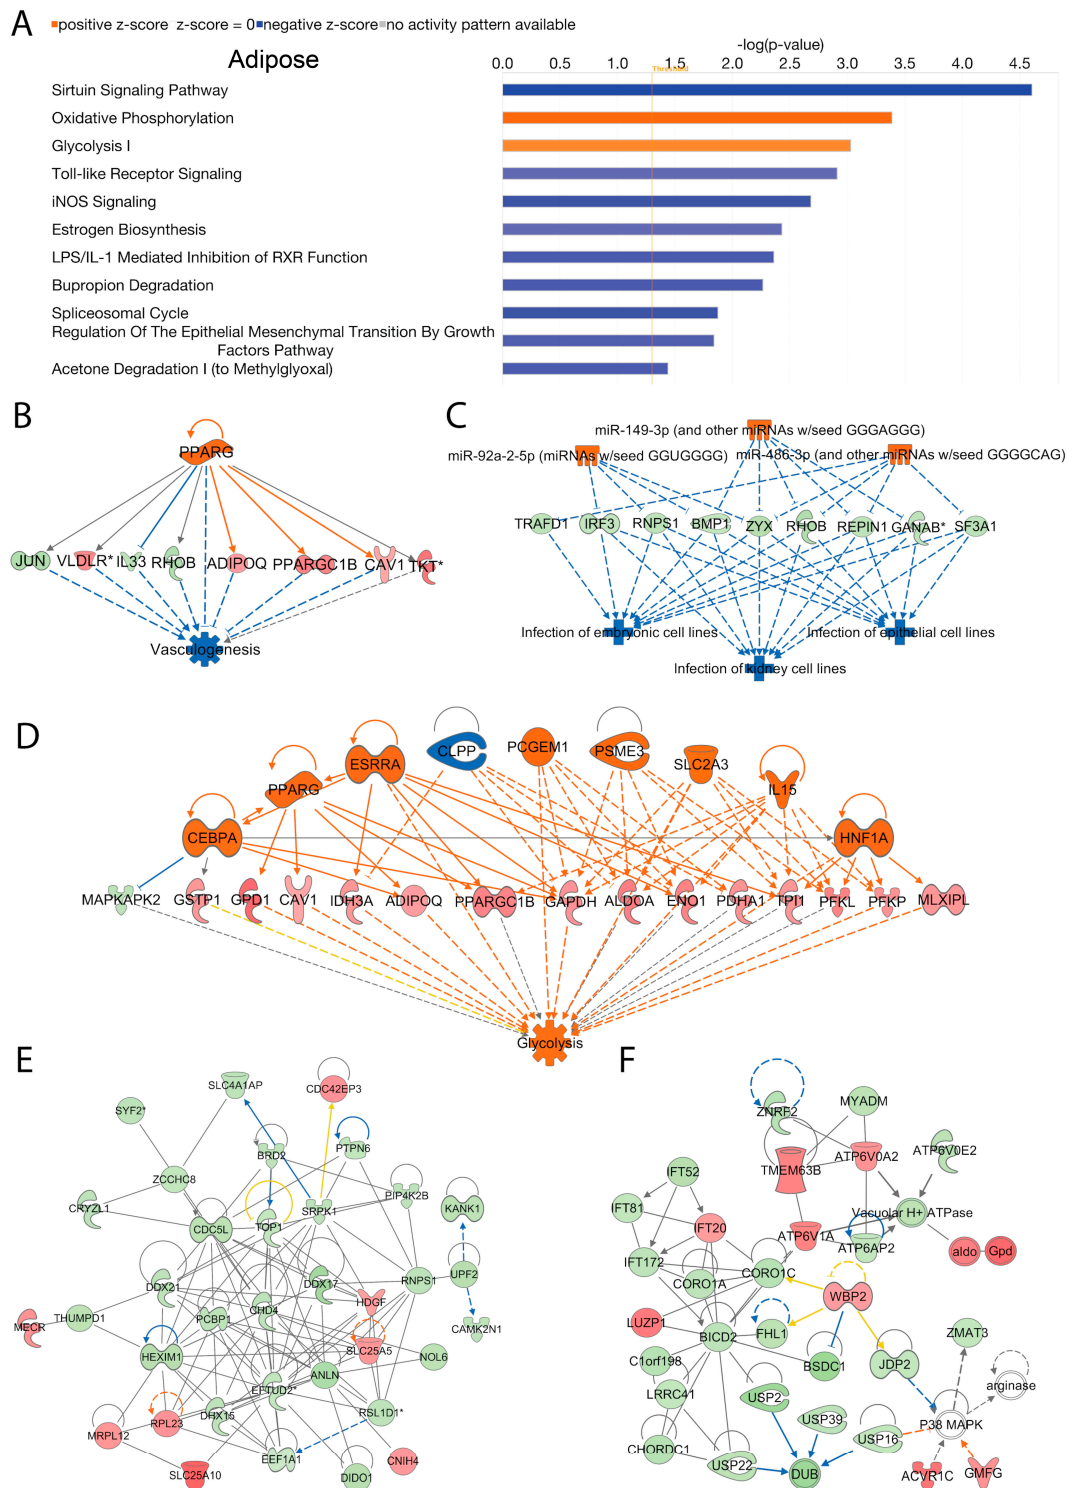 A
positive z-score z-score = 0 negative z-score no activity pattern available
Adipose
-log(p-value)
0.0 0.5 1.0 1.5 2.0 2.5 3.0 3.5 4.0 4.5
Threshold
Sirtuin Signaling Pathway
Oxidative Phosphorylation
Glycolysis I
Toll-like Receptor Signaling
iNOS Signaling
Estrogen Biosynthesis
LPS/IL-1 Mediated Inhibition of RXR Function
Bupropion Degradation
Spliceosomal Cycle
Regulation Of The Epithelial Mesenchymal Transition By Growth
Factors Pathway
Acetone Degradation I (to Methylglyoxal)
B
PPARG
JUN VLDLR* IL33 RHOB ADIPOQ PPARGC1B CAV1 TKT*
Vasculogenesis
C
miR-149-3p (and other miRNAs w/seed GGGAGGG)
miR-92a-2-5p (miRNAs w/seed GGUGGGG) miR-486-3p (and other miRNAs w/seed GGGGCAG)
TRAFD1 IRF3 RNPS1 BMP1 ZYX RHOB REPIN1 GANAB* SF3A1
Infection of embryonic cell lines Infection of epithelial cell lines
Infection of kidney cell lines
D
CLPP PCGEM1 PSME3
ESRRA SLC2A3
PPARG IL15
CEBPA HNF1A
MAPKAPK2 GSTP1 GPD1 CAV1 IDH3A ADIPOQ PPARGC1B GAPDH ALDOA ENO1 PDHA1 TPI1 PFKL PFKP MLXIPL
Glycolysis
E
SLC4A1AP CDC42EP3
SYF2*
BRD2 PTPN6
ZCCHC8
PIP4K2B
CRYZL1 SRPK1 KANK1
CDC5L TOP1
DDX21 DDX17 RNPS1 UPF2
HDGF
MECR THUMPD1 PCBP1 CHD4 CAMK2N1
SLC25A5
HEXIM1 NOL6
ANLN
EFTUD2*
RPL23 DHX15 RSL1D1*
MRPL12
EEF1A1 CNIH4
SLC25A10 DIDO1
F
ZNRF2 MYADM
IFT52 TMEM63B ATP6V0A2 ATP6V0E2
IFT81 Vacuolar H+ ATPase
IFT20 ATP6V1A
ATP6AP2 aldo Gpd
IFT172 CORO1A CORO1C
WBP2
LUZP1 BICD2 FHL1 ZMAT3
C1orf198 BSDC1 JDP2
LRRC41 USP2 arginase
USP39 P38 MAPK
CHORDC1 USP16
USP22 DUB ACVR1C GMFG